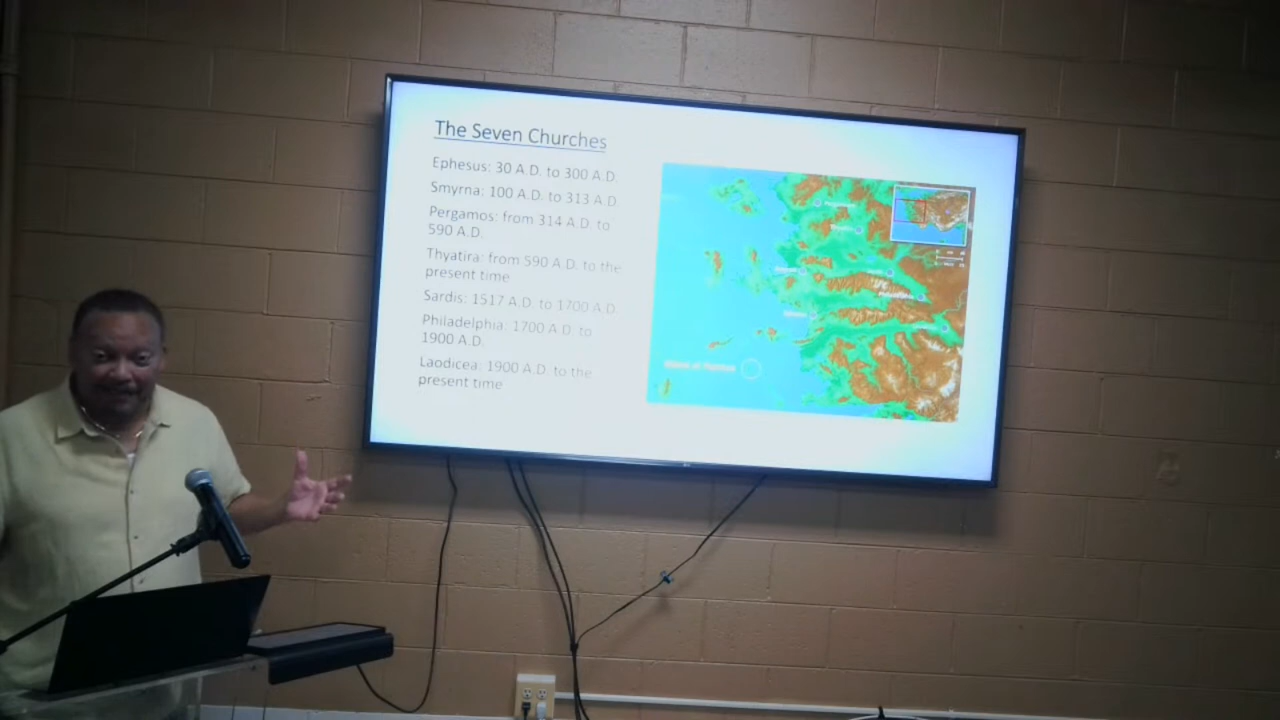 The Seven Churches
Ephesus: 30 A.D. to 300 A.D.
Smyrna: 100 A.D. to 313 A.D.
Pergamos: from 314 A.D. to
590 A.D.
Thyatira: from 590 A.D. to the
present time
Sardis: 1517 A.D. to 1700 A.D.
Philadelphia: 1700 A.D. to
1900 A.D.
Laodicea: 1900 A.D. to the
present time